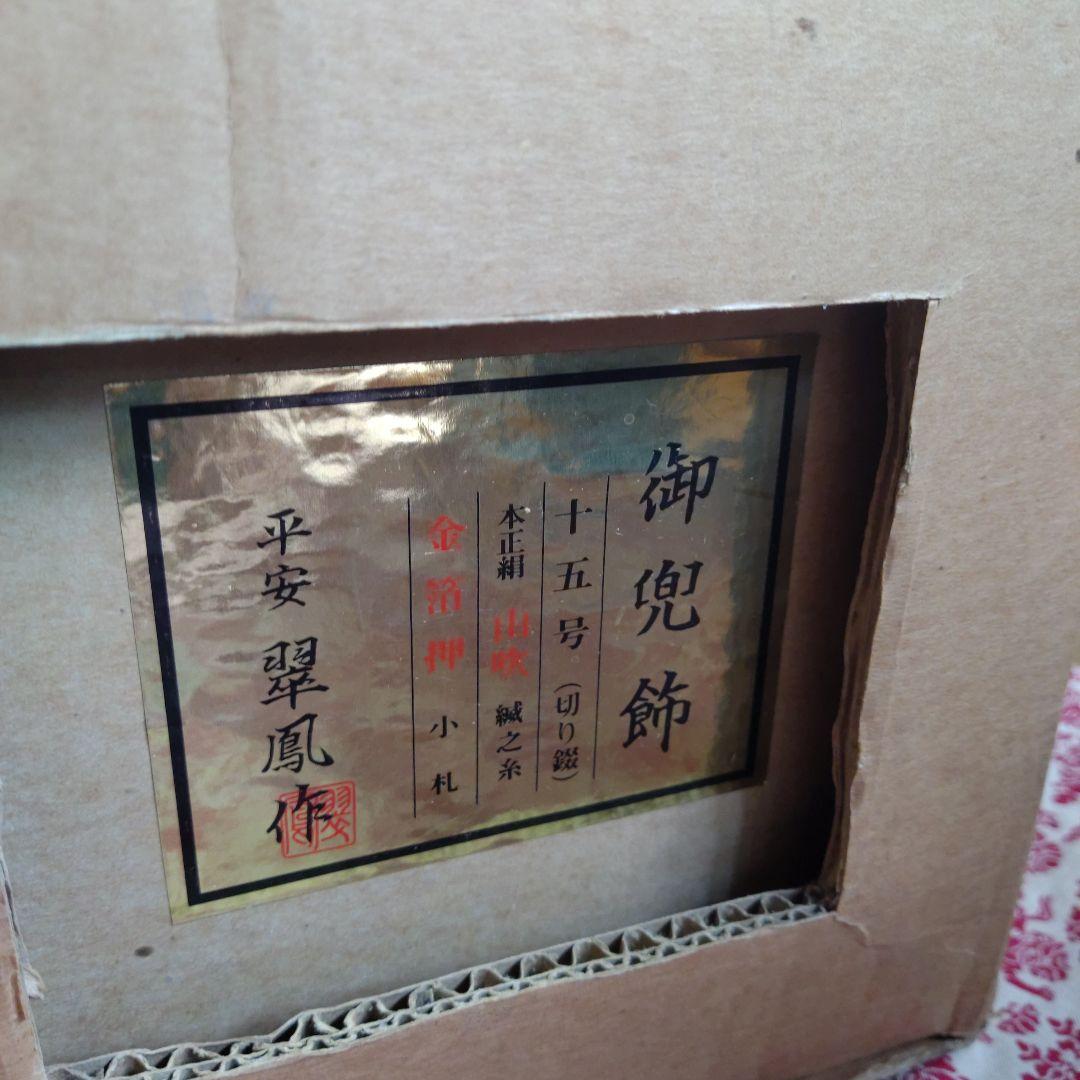 御兜飾
十五号(切り綴)
本正絹 山吹 縅之糸
金箔押 小札
平安 翠鳳作